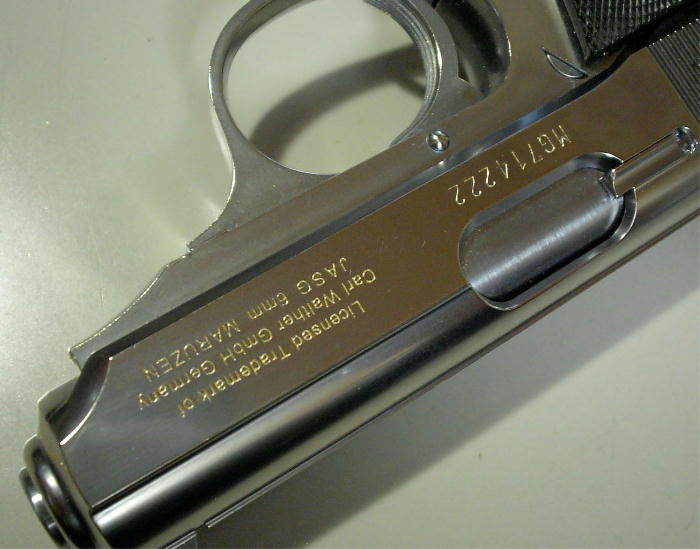 MG714222
Licensed Trademark of
Carl Walther GmbH Germany
JASG 6mm MARUZEN